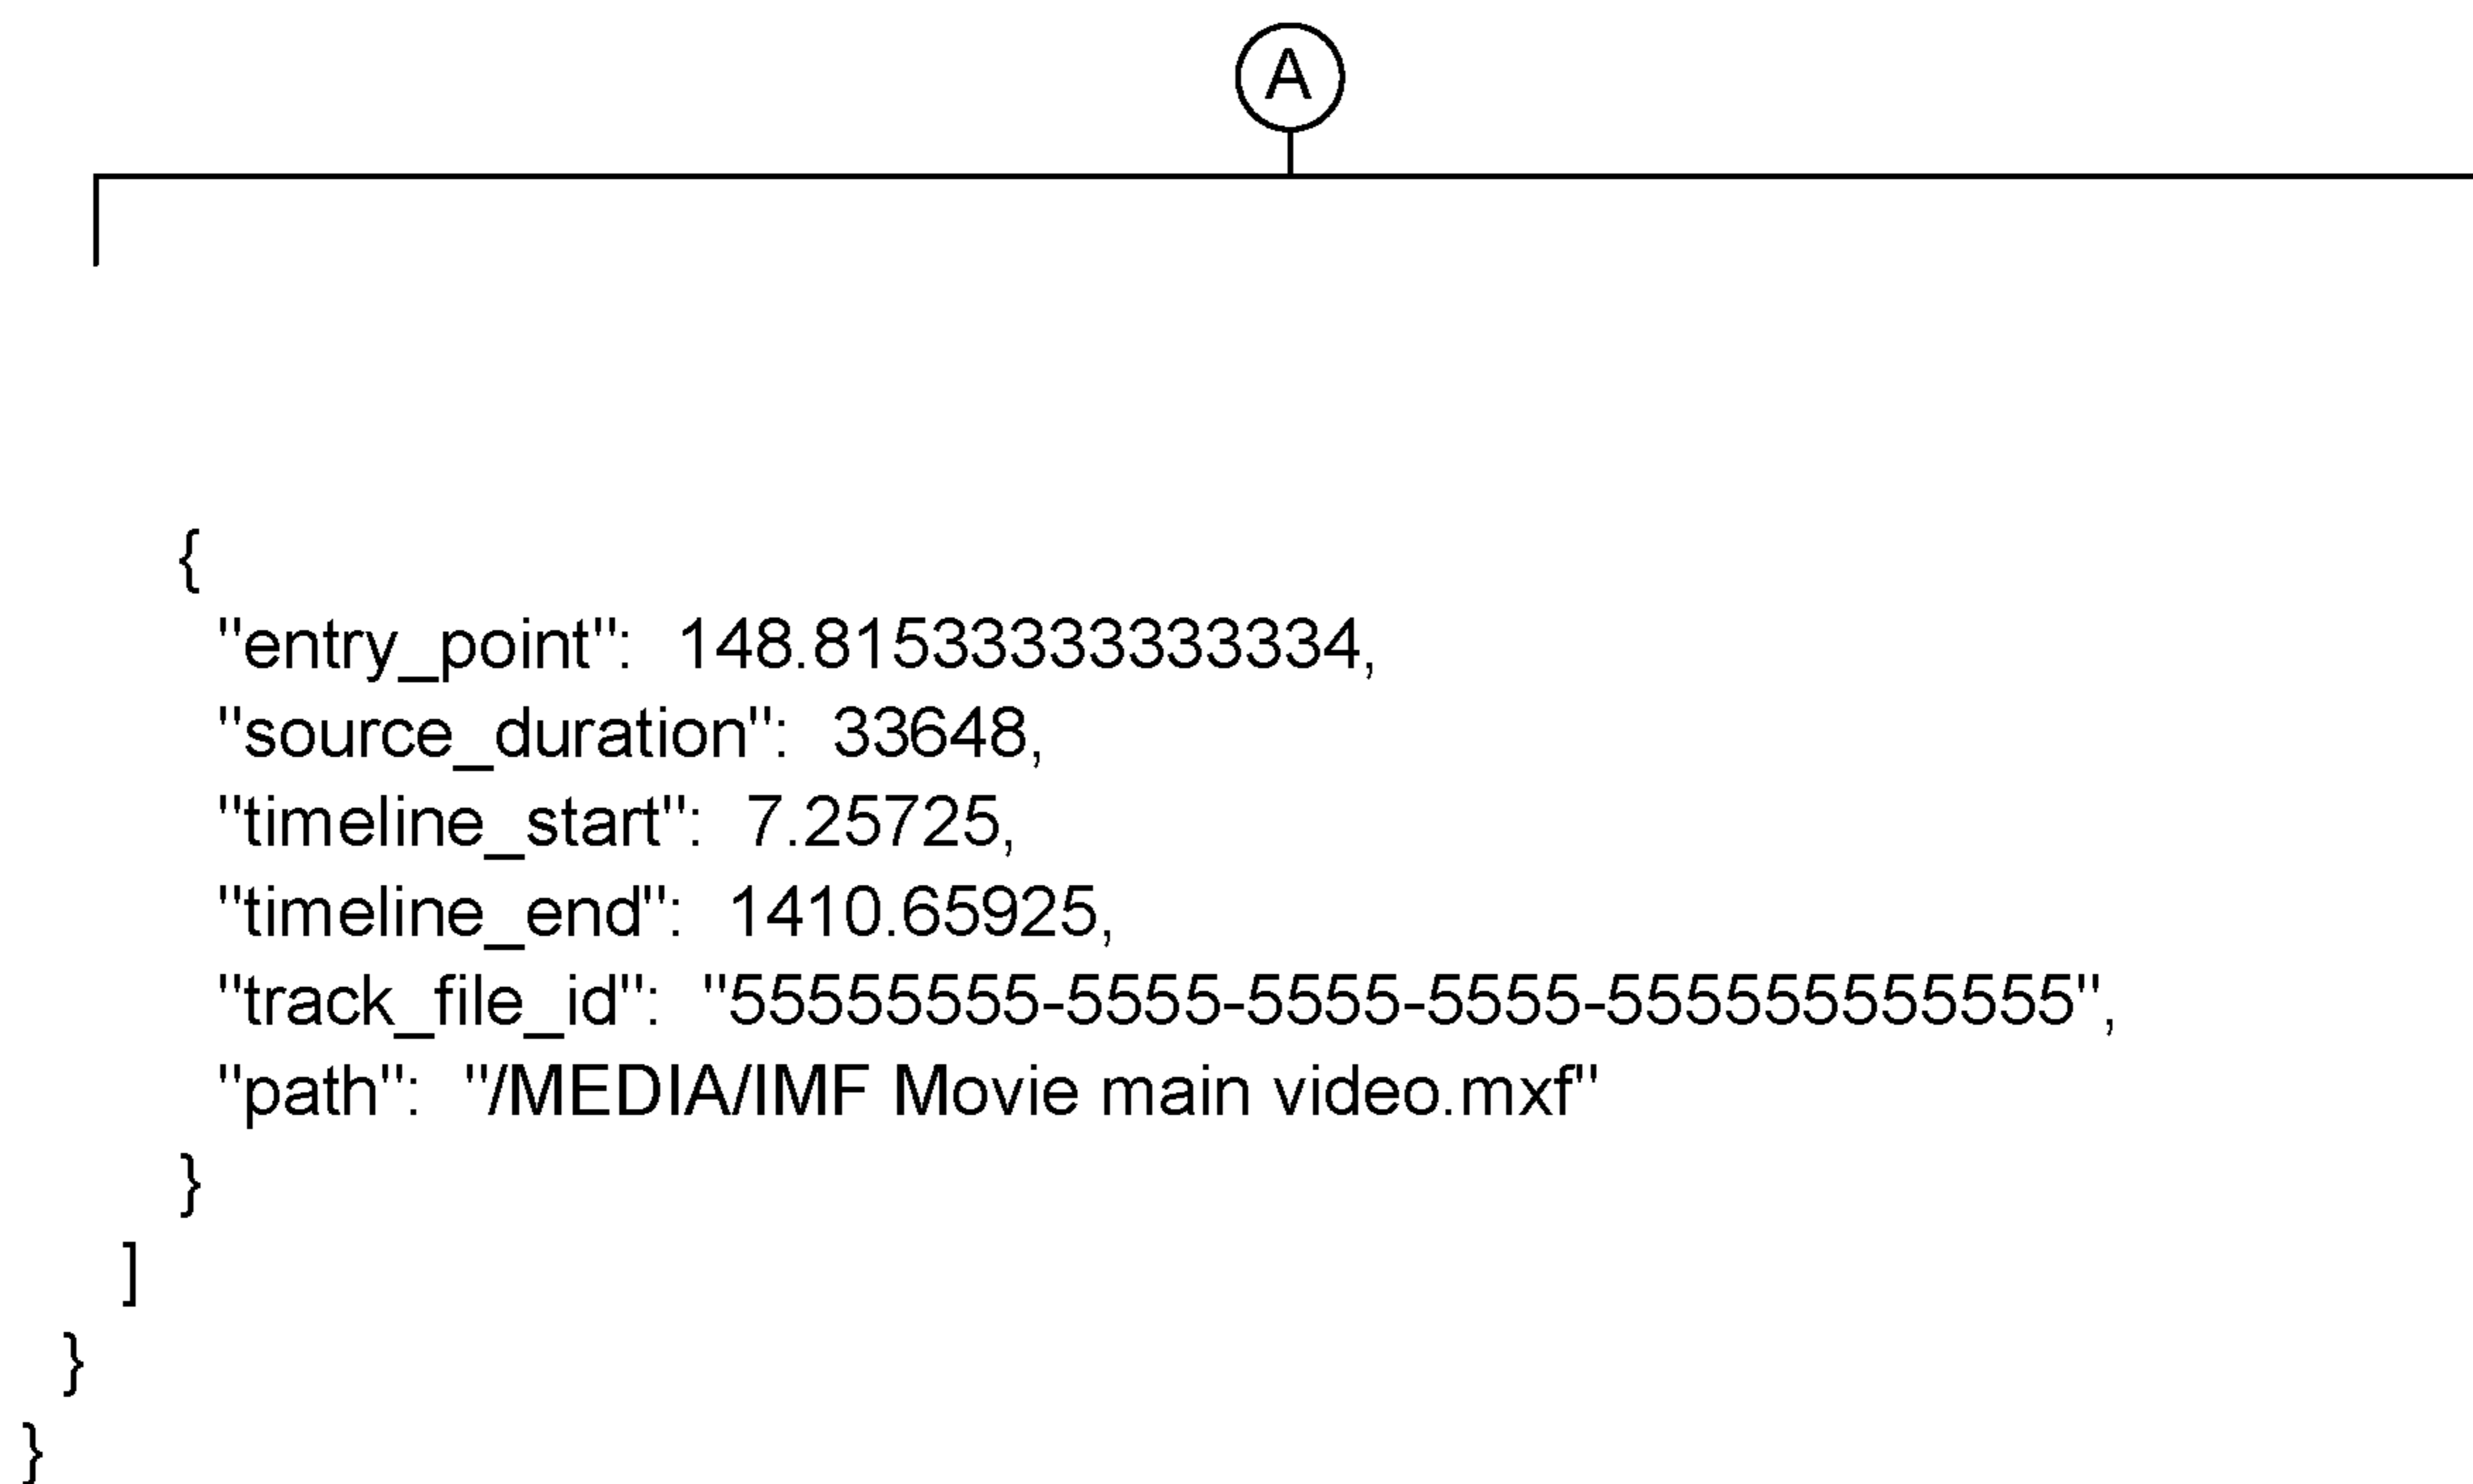 A
{
"entry_point": 148.81533333333334,
"source_duration": 33648,
"timeline_start": 7.25725,
"timeline_end": 1410.65925,
"track_file_id": "55555555-5555-5555-5555-555555555555",
"path": "/MEDIA/IMF Movie main video.mxf"
}
]
}
}